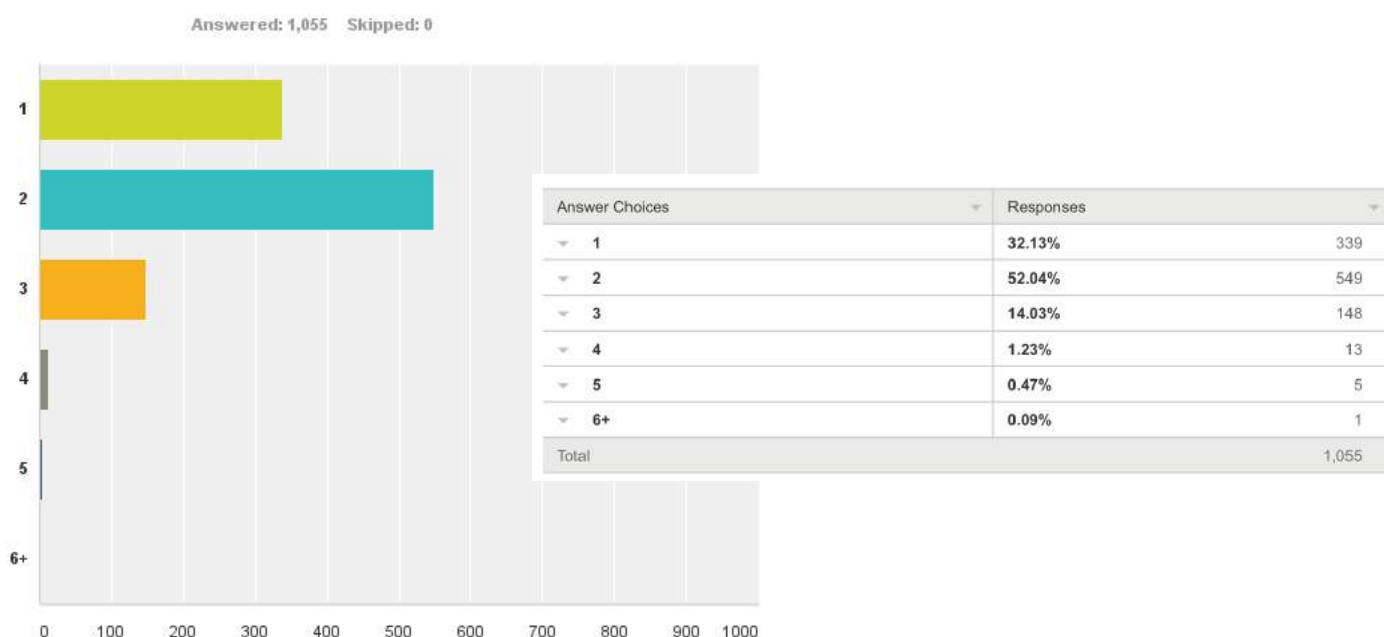 Answered: 1,055 Skipped: 0
1
2
3
4
5
6+
0 100 200 300 400 500 600 700 800 900 1000
Answer Choices Responses
1 32.13% 339
2 52.04% 549
3 14.03% 148
4 1.23% 13
5 0.47% 5
6+ 0.09% 1
Total 1,055